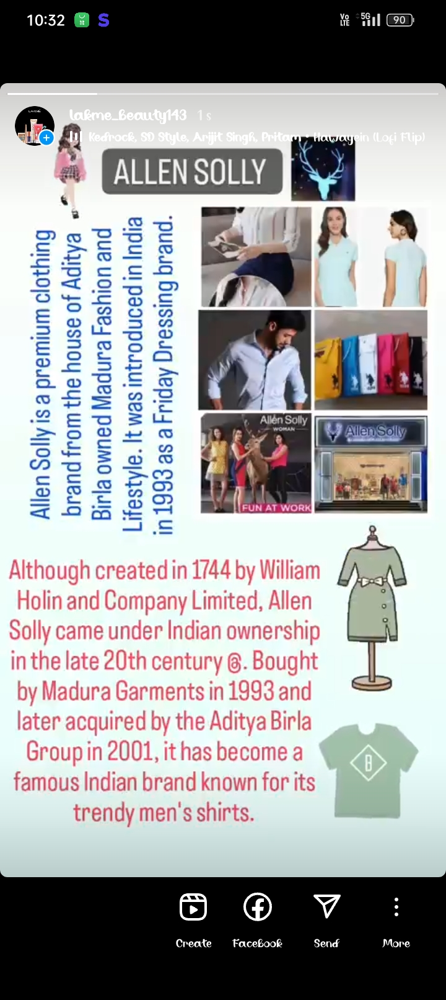 10:32
Vo
LTE
5G
90
lakme_Beauty143 1 s
Kedrock, SD Style, Arijit Singh, Pritam • Hawayein (Lofi Flip)
ALLEN SOLLY
Allen Solly is a premium clothing
brand from the house of Aditya
Birla owned Madura Fashion and
Lifestyle. It was introduced in India
in 1993 as a Friday Dressing brand.
Allen Solly
WOMAN
FUN AT WORK
Allen Solly
Although created in 1744 by William
Holin and Company Limited, Allen
Solly came under Indian ownership
in the late 20th century @. Bought
by Madura Garments in 1993 and
later acquired by the Aditya Birla
Group in 2001, it has become a
famous Indian brand known for its
trendy men's shirts.
B
Create
Facebook
Send
More